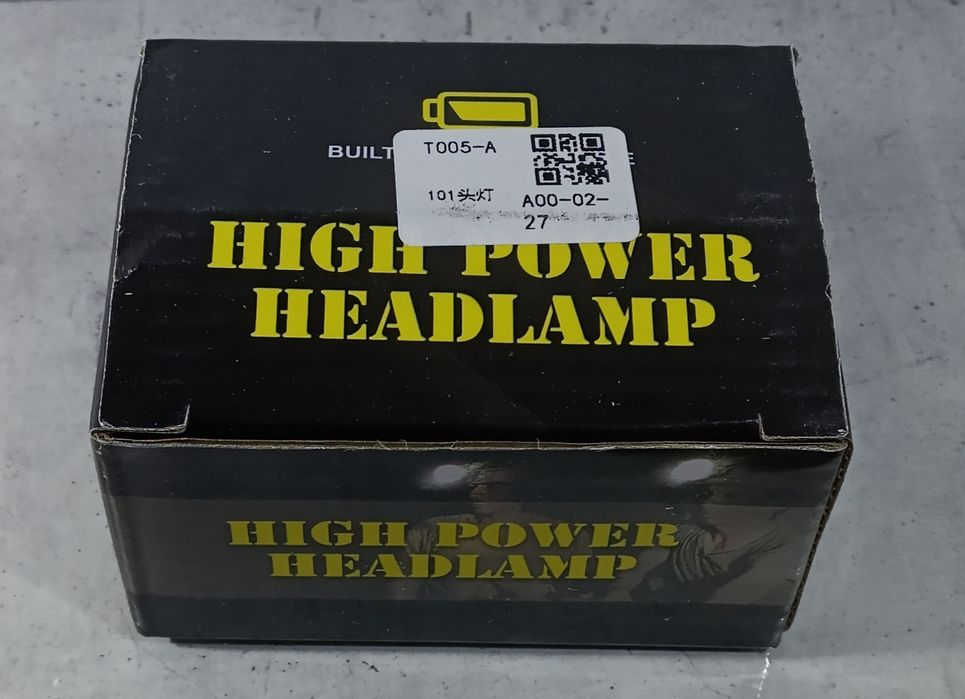 BUILT
T005-A
101头灯
A00-02-
27
HIGH POWER
HEADLAMP
HIGH POWER
HEADLAMP